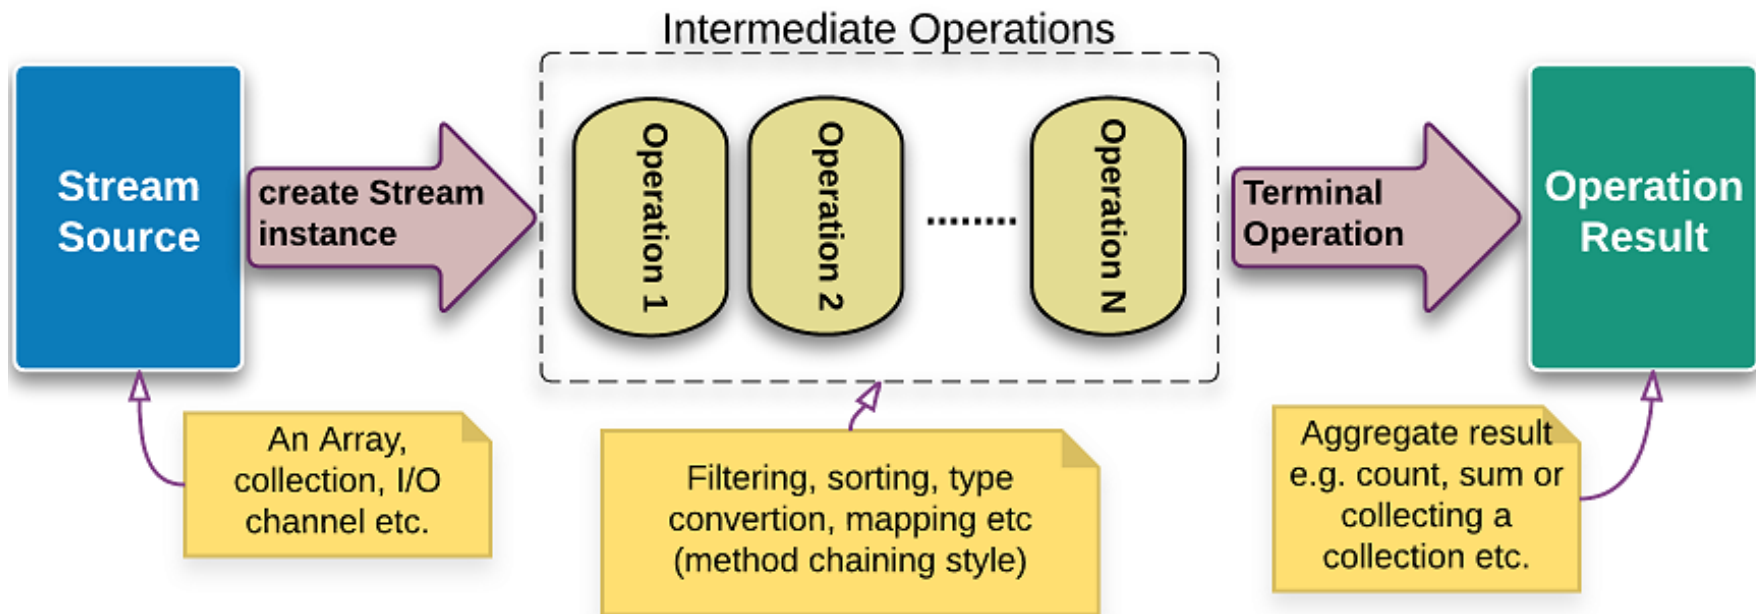 Intermediate Operations
Stream
Source
create Stream
instance
Operation 1
Operation 2
........
Operation N
Terminal
Operation
Operation
Result
An Array,
collection, I/O
channel etc.
Filtering, sorting, type
convertion, mapping etc
(method chaining style)
Aggregate result
e.g. count, sum or
collecting a
collection etc.